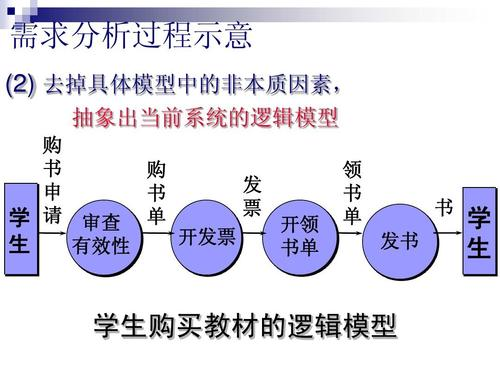 需求分析过程示意
(2) 去掉具体模型中的非本质因素，
抽象出当前系统的逻辑模型
购书申请
购书单
发票
领书单
书
学生
审查
有效性
开发票
开领
书单
发书
学生
学生购买教材的逻辑模型